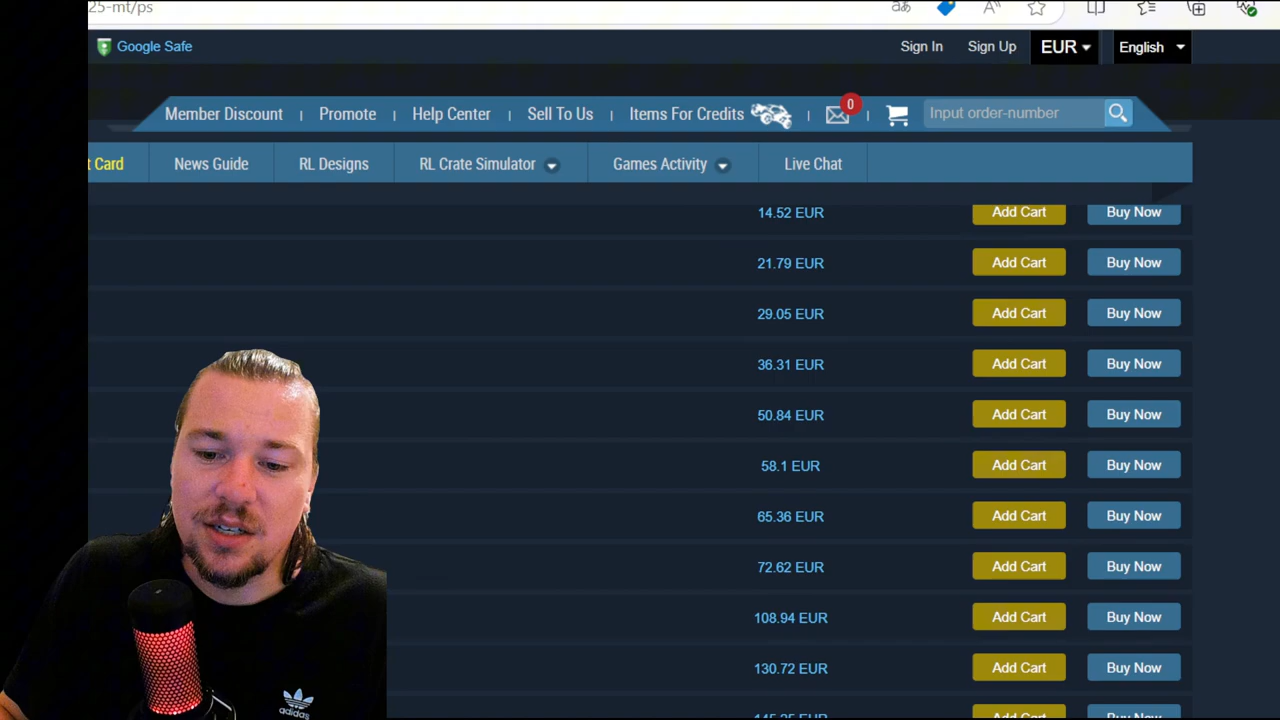 25-mt/ps
Google Safe
Sign In Sign Up EUR English
Member Discount Promote Help Center Sell To Us Items For Credits 0 Input order-number
t Card News Guide RL Designs RL Crate Simulator Games Activity Live Chat
14.52 EUR Add Cart Buy Now
21.79 EUR Add Cart Buy Now
29.05 EUR Add Cart Buy Now
36.31 EUR Add Cart Buy Now
50.84 EUR Add Cart Buy Now
58.1 EUR Add Cart Buy Now
65.36 EUR Add Cart Buy Now
72.62 EUR Add Cart Buy Now
108.94 EUR Add Cart Buy Now
130.72 EUR Add Cart Buy Now
Add Cart Buy Now
adidas